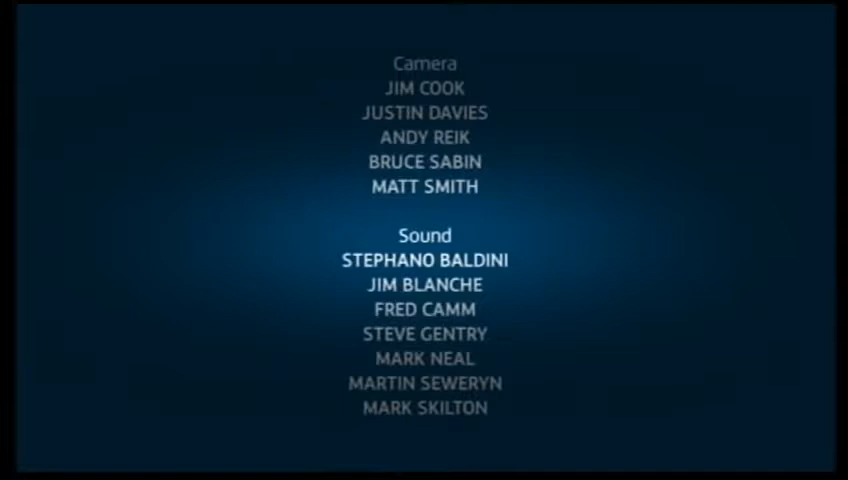 Camera
JIM COOK
JUSTIN DAVIES
ANDY REIK
BRUCE SABIN
MATT SMITH
Sound
STEPHANO BALDINI
JIM BLANCHE
FRED CAMM
STEVE GENTRY
MARK NEAL
MARTIN SEWERYN
MARK SKILTON